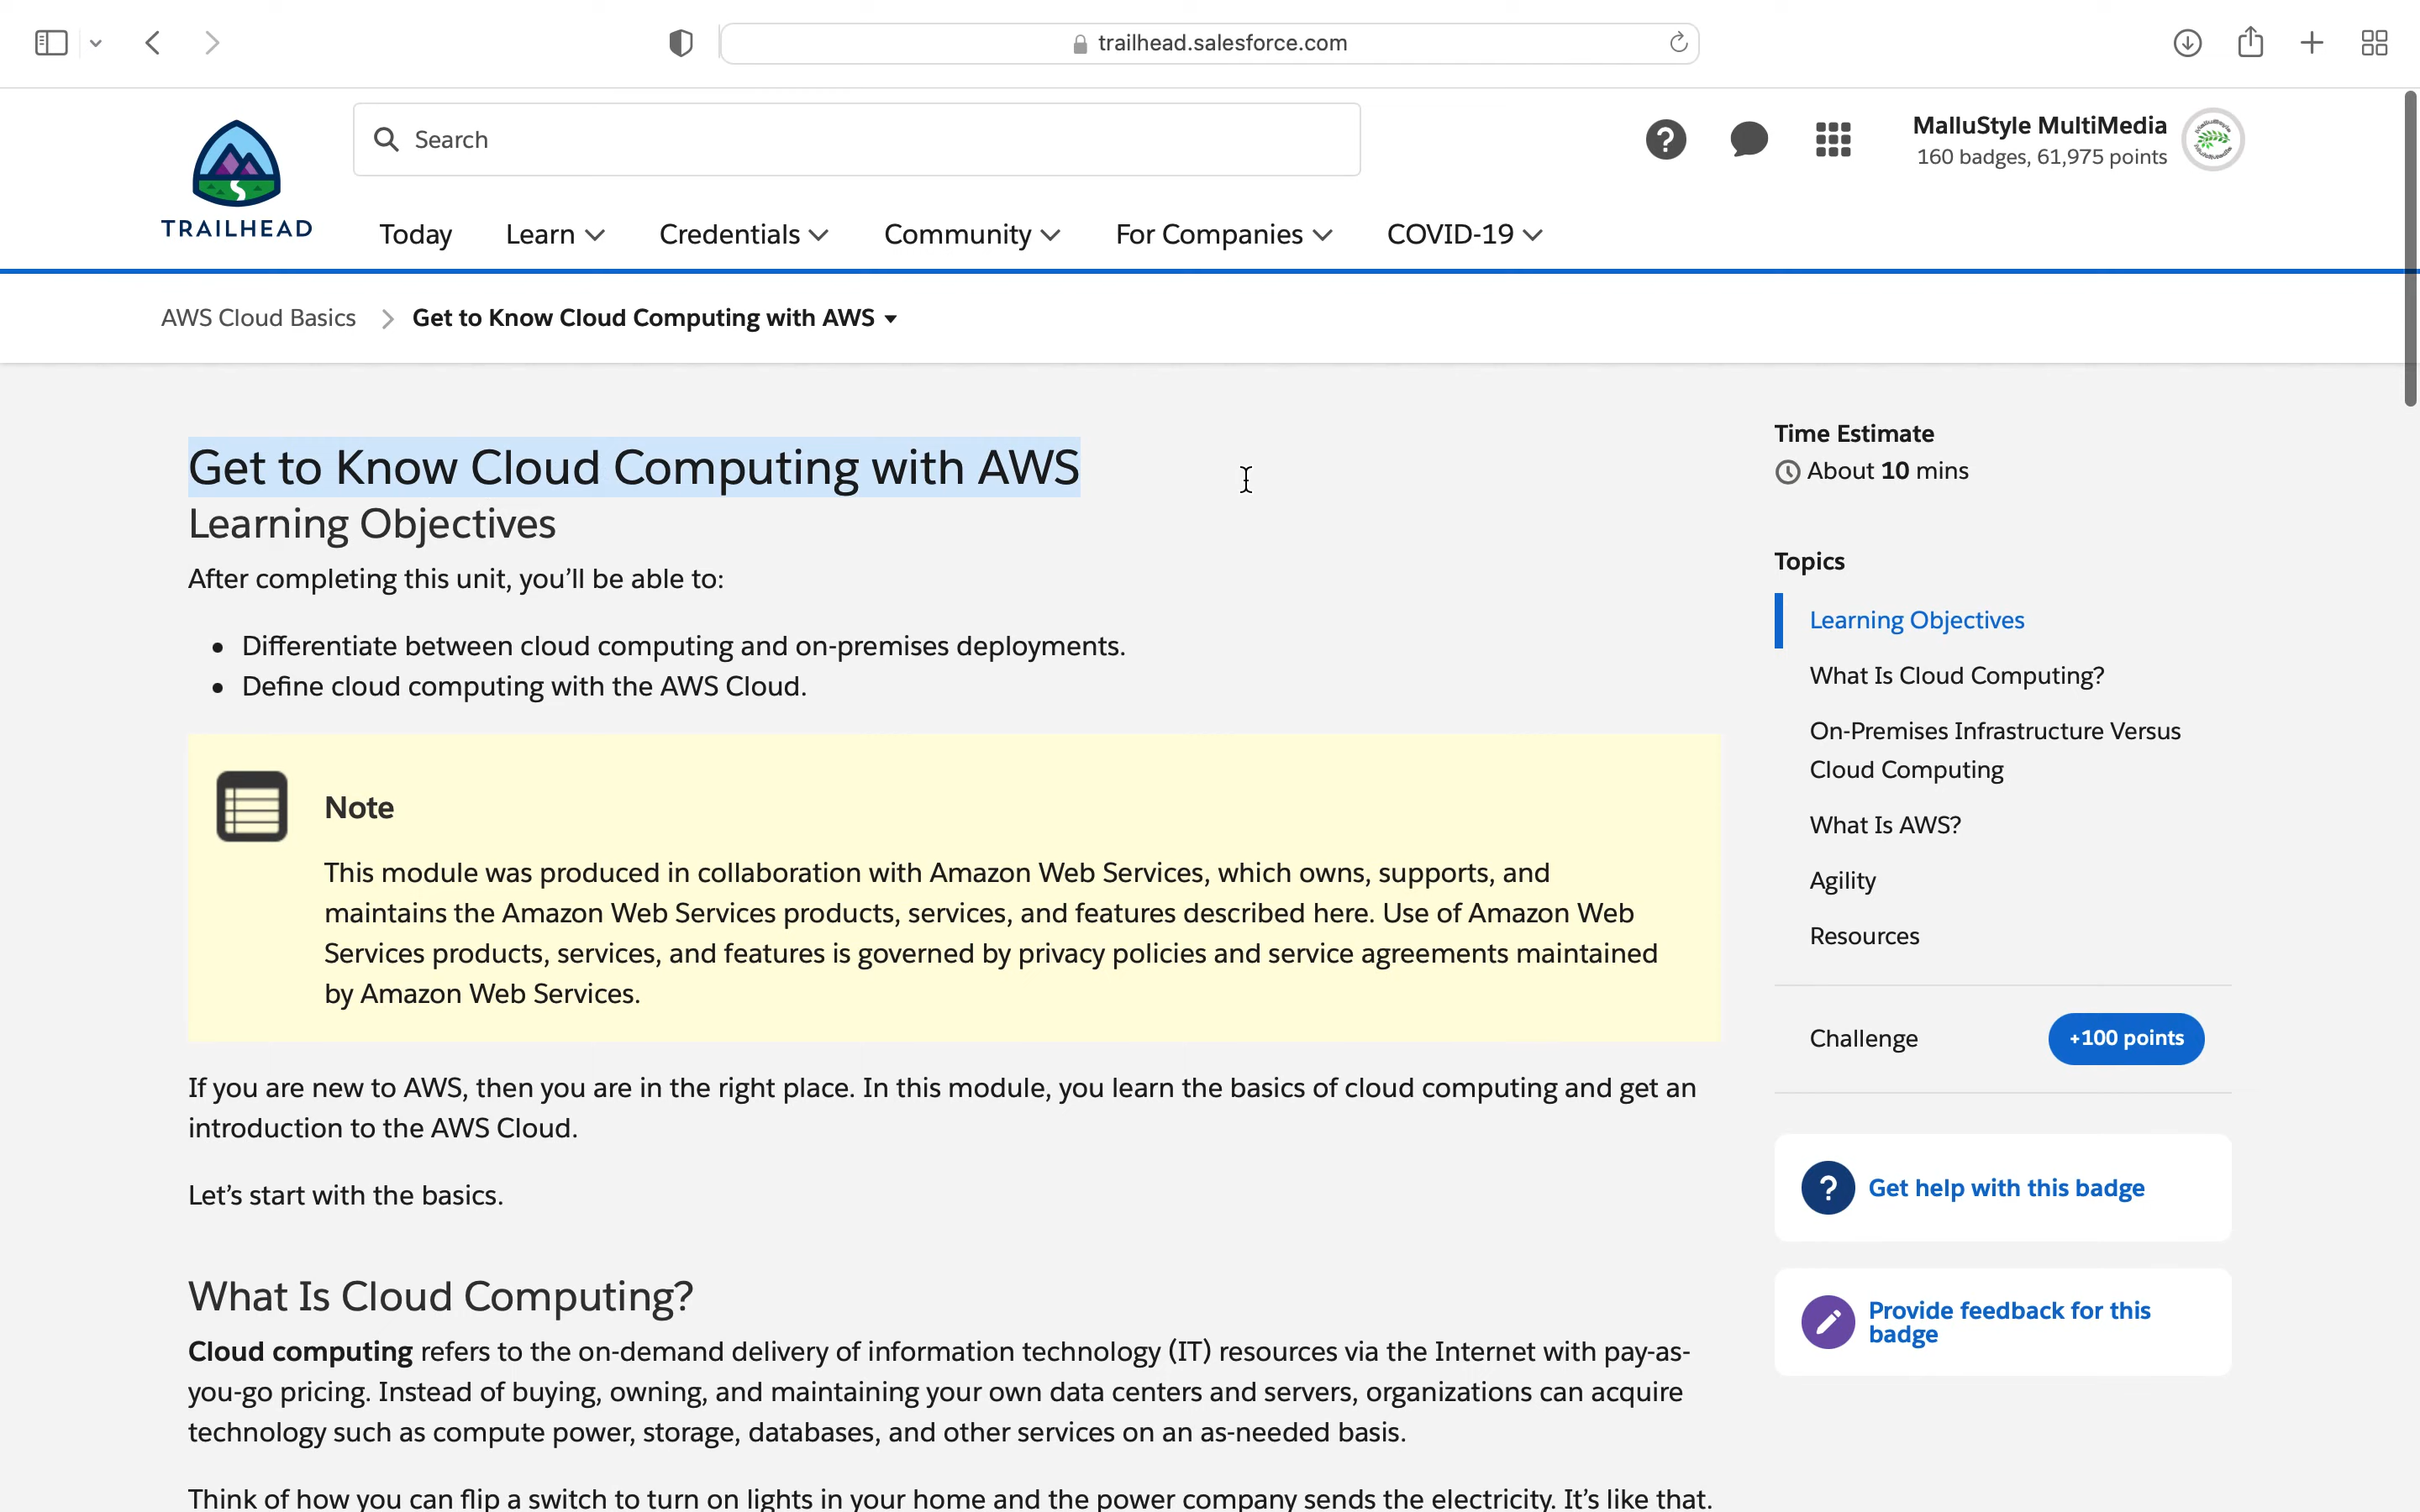 trailhead.salesforce.com
Search
MalluStyle MultiMedia
160 badges, 61,975 points
TRAILHEAD
Today Learn Credentials Community For Companies COVID-19
AWS Cloud Basics > Get to Know Cloud Computing with AWS
Get to Know Cloud Computing with AWS
Learning Objectives
After completing this unit, you’ll be able to:
• Differentiate between cloud computing and on-premises deployments.
• Define cloud computing with the AWS Cloud.
Note
This module was produced in collaboration with Amazon Web Services, which owns, supports, and
maintains the Amazon Web Services products, services, and features described here. Use of Amazon Web
Services products, services, and features is governed by privacy policies and service agreements maintained
by Amazon Web Services.
If you are new to AWS, then you are in the right place. In this module, you learn the basics of cloud computing and get an
introduction to the AWS Cloud.
Let’s start with the basics.
What Is Cloud Computing?
Cloud computing refers to the on-demand delivery of information technology (IT) resources via the Internet with pay-as-
you-go pricing. Instead of buying, owning, and maintaining your own data centers and servers, organizations can acquire
technology such as compute power, storage, databases, and other services on an as-needed basis.
Think of how you can flip a switch to turn on lights in your home and the power company sends the electricity. It’s like that.
Time Estimate
About 10 mins
Topics
Learning Objectives
What Is Cloud Computing?
On-Premises Infrastructure Versus
Cloud Computing
What Is AWS?
Agility
Resources
Challenge +100 points
Get help with this badge
Provide feedback for this
badge